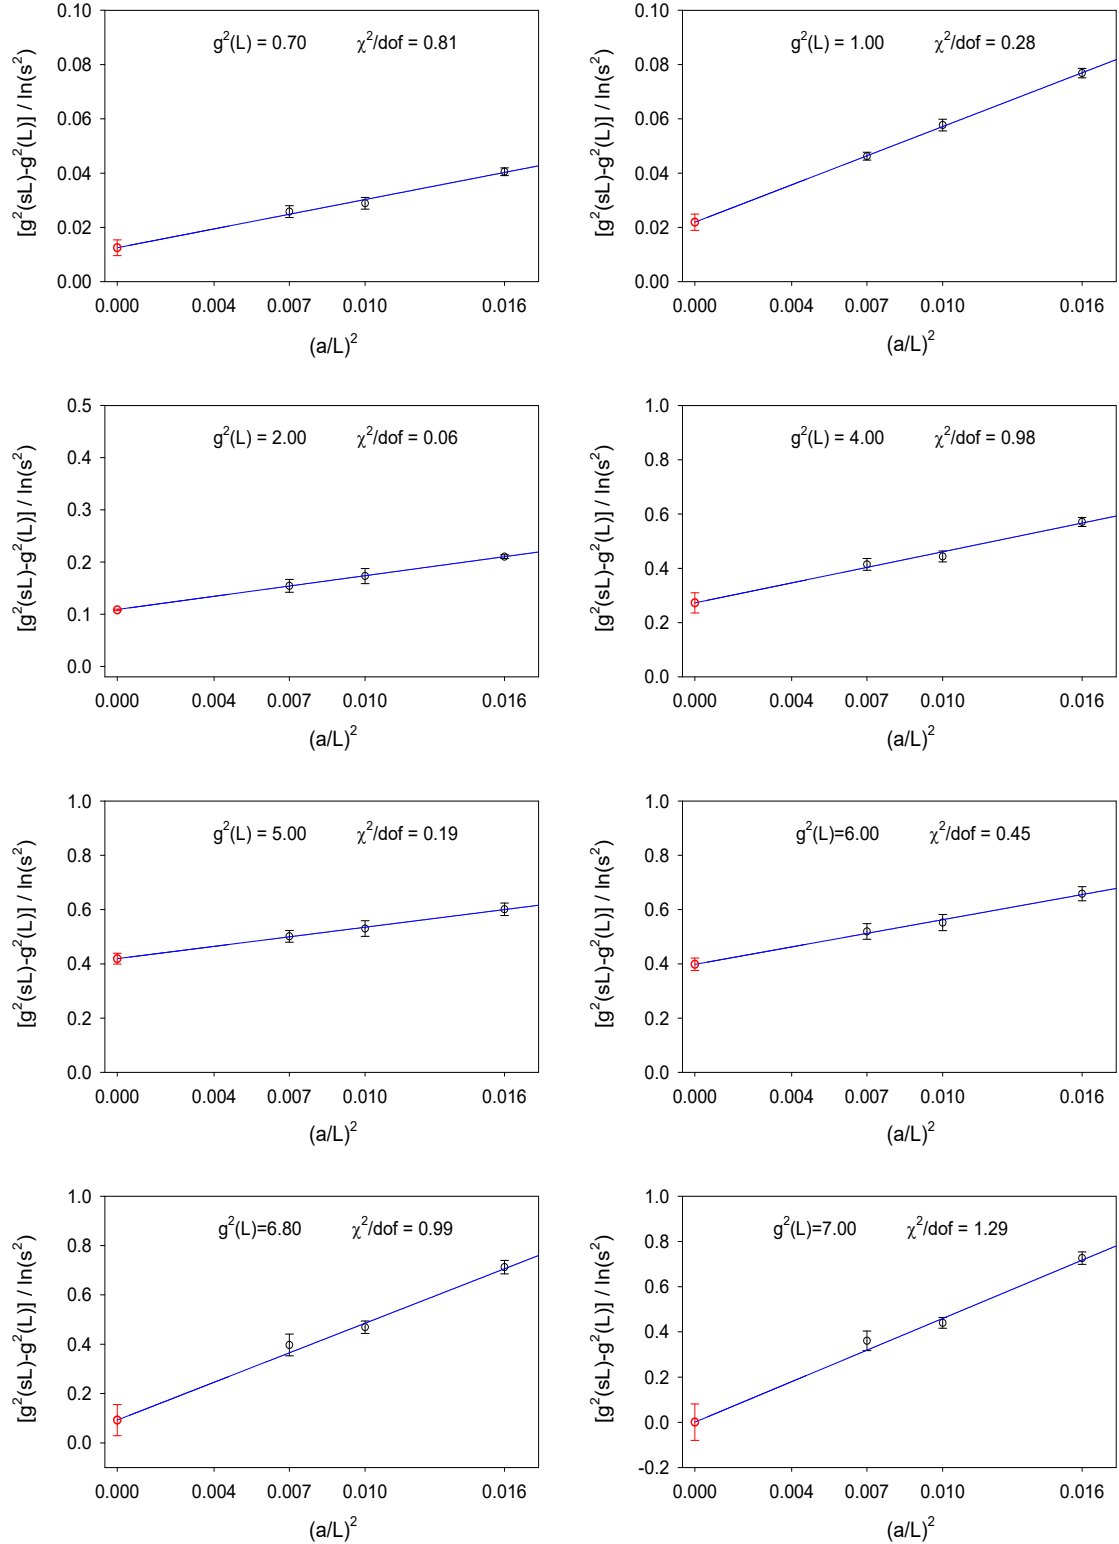 [g²(sL)-g²(L)] / ln(s²)
g²(L) = 0.70 χ²/dof = 0.81
0.10
0.08
0.06
0.04
0.02
0.00
0.000 0.004 0.007 0.010 0.016
(a/L)²
[g²(sL)-g²(L)] / ln(s²)
g²(L) = 1.00 χ²/dof = 0.28
0.10
0.08
0.06
0.04
0.02
0.00
0.000 0.004 0.007 0.010 0.016
(a/L)²
[g²(sL)-g²(L)] / ln(s²)
g²(L) = 2.00 χ²/dof = 0.06
0.5
0.4
0.3
0.2
0.1
0.0
0.000 0.004 0.007 0.010 0.016
(a/L)²
[g²(sL)-g²(L)] / ln(s²)
g²(L) = 4.00 χ²/dof = 0.98
1.0
0.8
0.6
0.4
0.2
0.0
0.000 0.004 0.007 0.010 0.016
(a/L)²
[g²(sL)-g²(L)] / ln(s²)
g²(L) = 5.00 χ²/dof = 0.19
1.0
0.8
0.6
0.4
0.2
0.0
0.000 0.004 0.007 0.010 0.016
(a/L)²
[g²(sL)-g²(L)] / ln(s²)
g²(L)=6.00 χ²/dof = 0.45
1.0
0.8
0.6
0.4
0.2
0.0
0.000 0.004 0.007 0.010 0.016
(a/L)²
[g²(sL)-g²(L)] / ln(s²)
g²(L)=6.80 χ²/dof = 0.99
1.0
0.8
0.6
0.4
0.2
0.0
0.000 0.004 0.007 0.010 0.016
(a/L)²
[g²(sL)-g²(L)] / ln(s²)
g²(L)=7.00 χ²/dof = 1.29
1.0
0.8
0.6
0.4
0.2
0.0
-0.2
0.000 0.004 0.007 0.010 0.016
(a/L)²